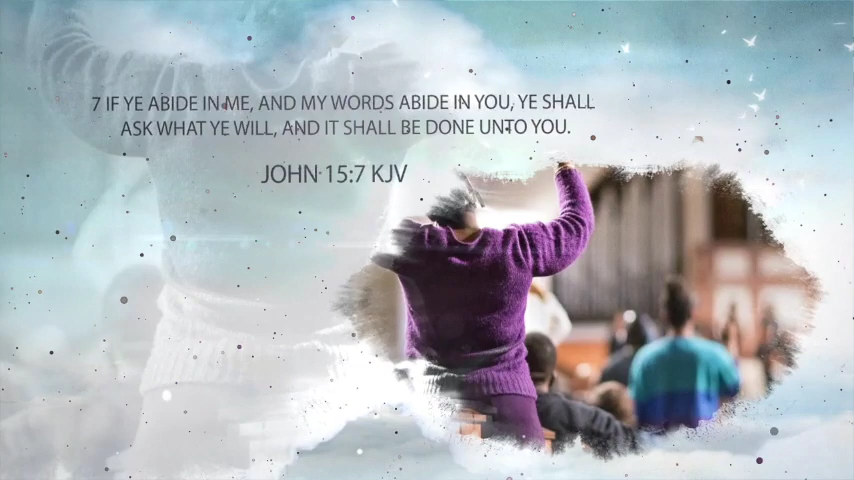 7 IF YE ABIDE IN ME, AND MY WORDS ABIDE IN YOU, YE SHALL
ASK WHAT YE WILL, AND IT SHALL BE DONE UNTO YOU.
JOHN 15:7 KJV